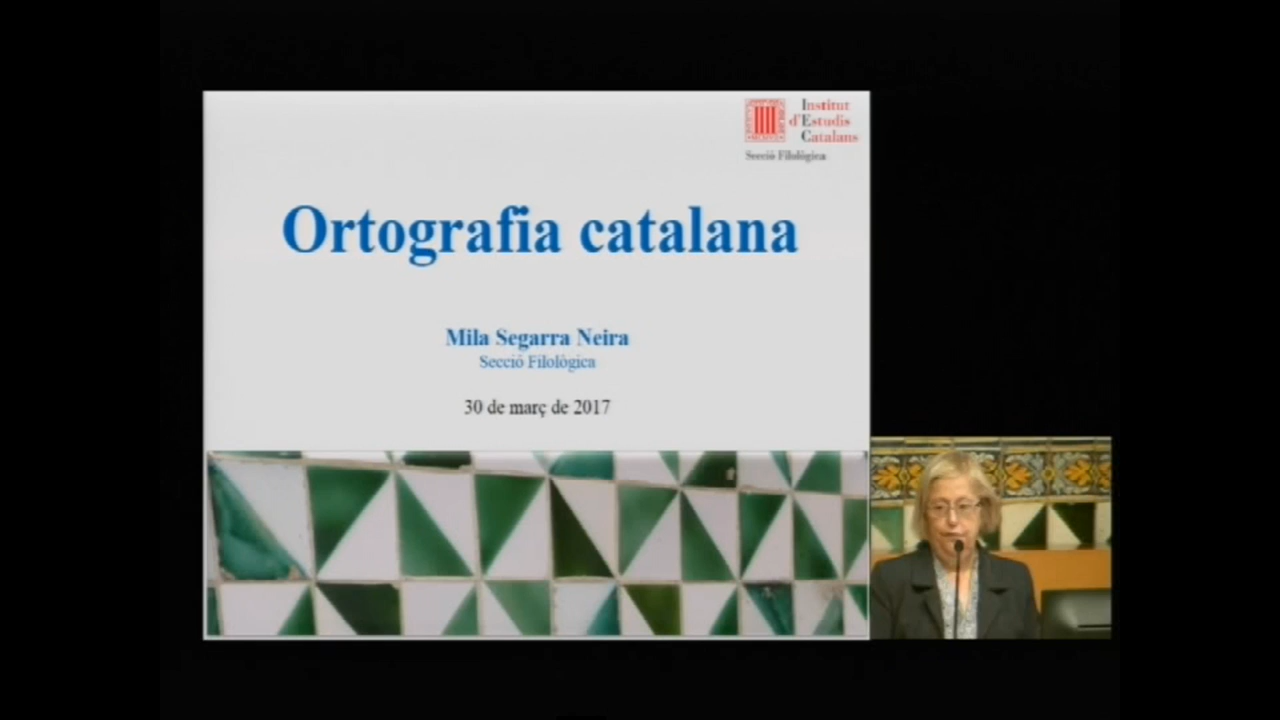 Institut
d'Estudis
Catalans
Secció Filològica
Ortografia catalana
Mila Segarra Neira
Secció Filològica
30 de març de 2017